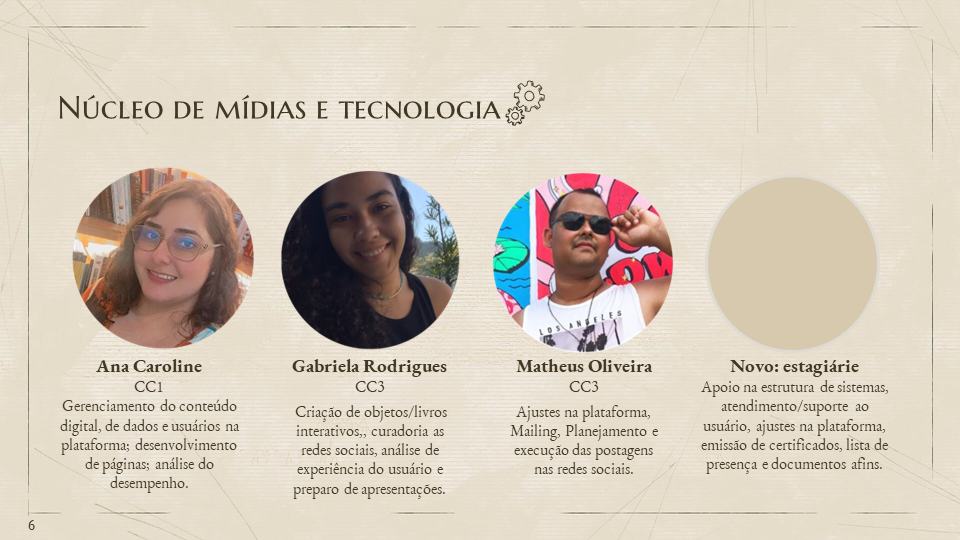 Núcleo de mídias e tecnologia
Ana Caroline
CC1
Gerenciamento do conteúdo
digital, de dados e usuários na
plataforma; desenvolvimento
de páginas; análise do
desempenho.
Gabriela Rodrigues
CC3
Criação de objetos/livros
interativos,, curadoria as
redes sociais, análise de
experiência do usuário e
preparo de apresentações.
Matheus Oliveira
CC3
Ajustes na plataforma,
Mailing, Planejamento e
execução das postagens
nas redes sociais.
LOS ANGELES
Novo: estagiárie
Apoio na estrutura de sistemas,
atendimento/suporte ao
usuário, ajustes na plataforma,
emissão de certificados, lista de
presença e documentos afins.
6